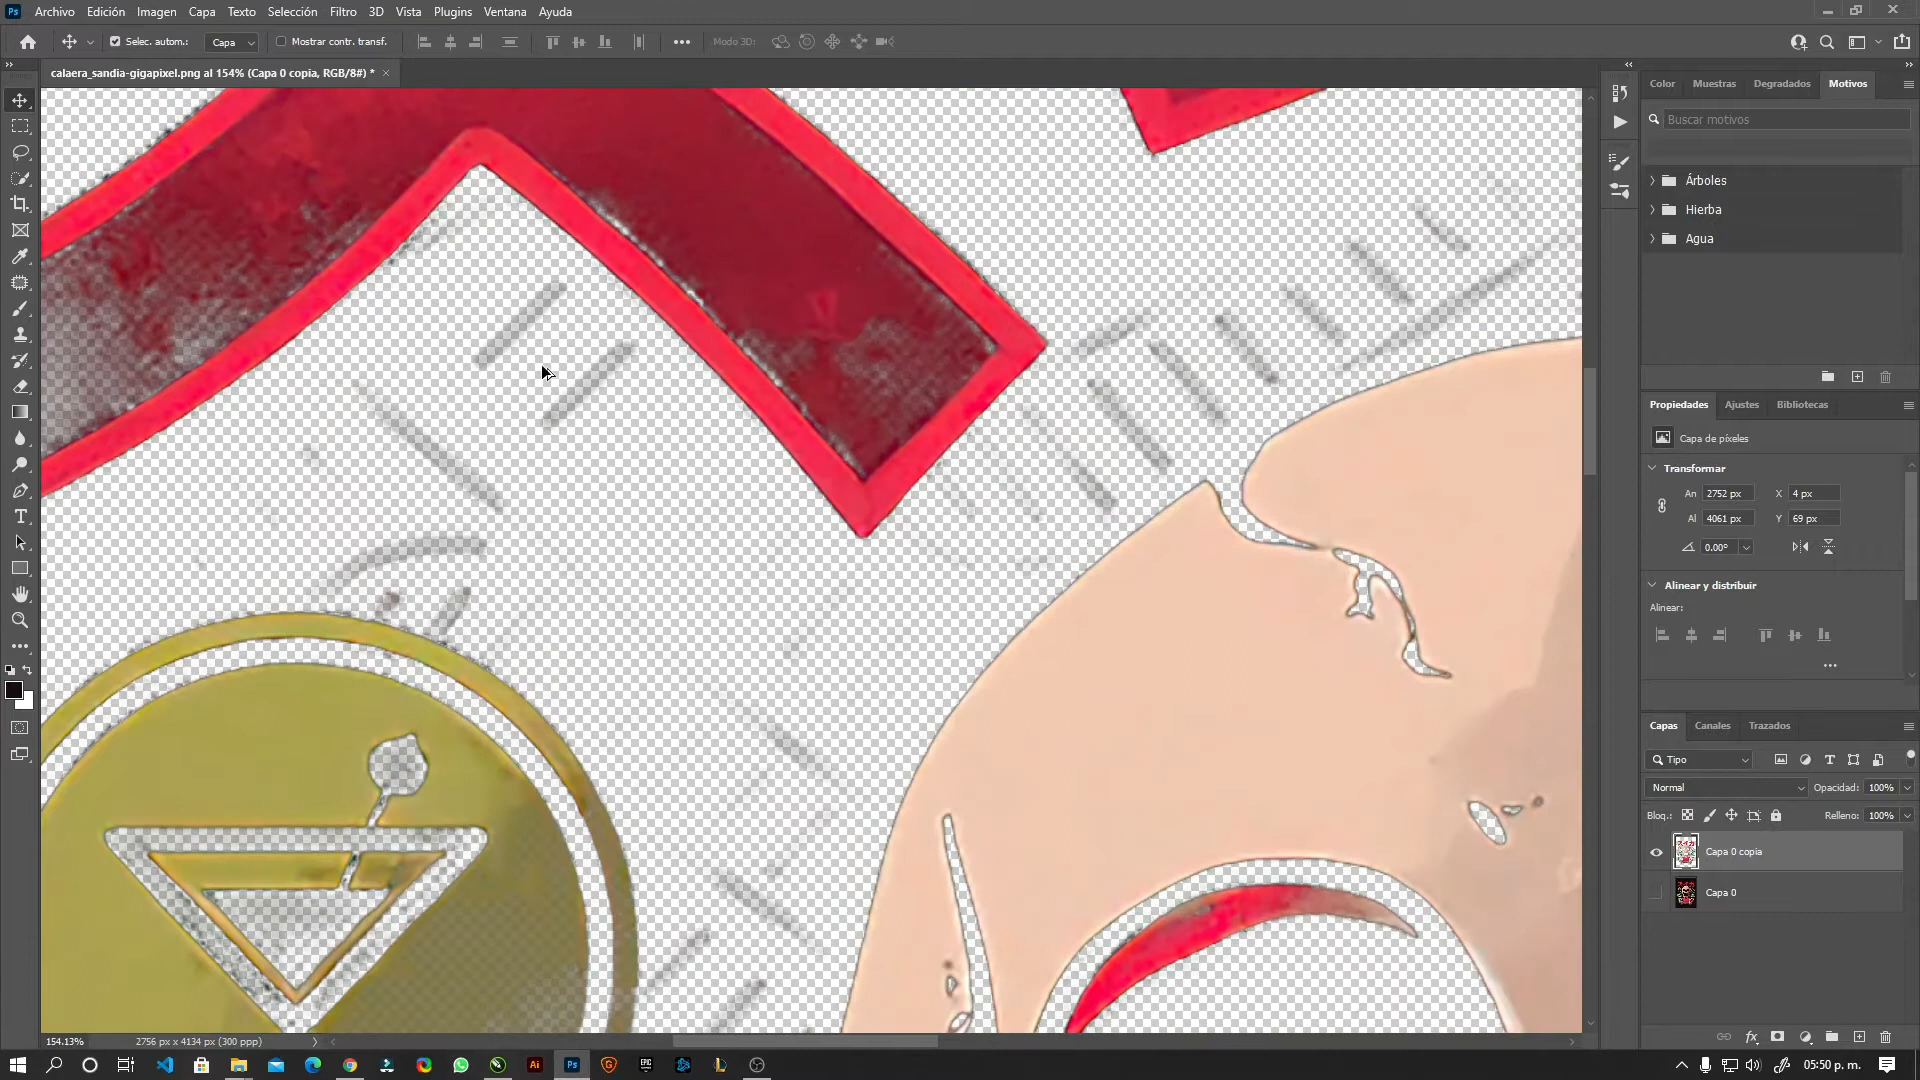 Archivo Edición Imagen Capa Texto Selección Filtro 3D Vista Plugins Ventana Ayuda
Selec. autom.: Capa Mostrar contr. transf. Modo 3D:
calaera_sandia-gigapixel.png al 154% (Capa 0 copia, RGB/8#) *
Color Muestras Degradados Motivos
Buscar motivos
Árboles
Hierba
Agua
Propiedades Ajustes Bibliotecas
Capa de píxeles
Transformar
An 2752 px X 4 px
Al 4061 px Y 69 px
0.00°
Alinear y distribuir
Alinear:
Capas Canales Trazados
Tipo
Normal Opacidad: 100%
Bloq.: Relleno: 100%
Capa 0 copia
Capa 0
154.13% 2756 px x 4134 px (300 ppp)
05:50 p. m.